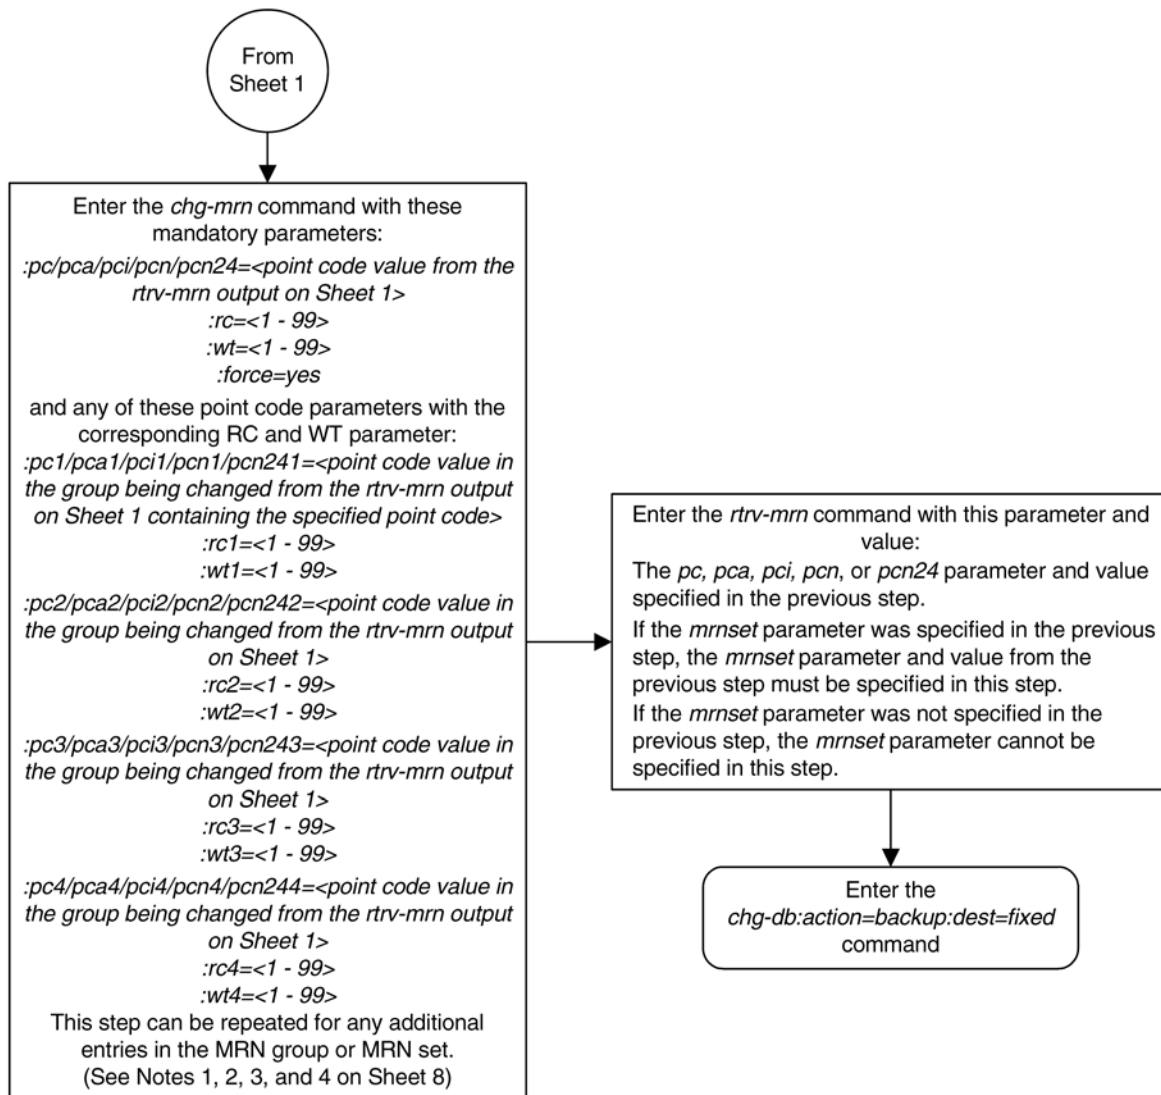 From
Sheet 1
Enter the chg-mrn command with these
mandatory parameters:
:pc/pca/pci/pcn/pcn24=<point code value from the
rtrv-mrn output on Sheet 1>
:rc=<1 - 99>
:wt=<1 - 99>
:force=yes
and any of these point code parameters with the
corresponding RC and WT parameter:
:pc1/pca1/pci1/pcn1/pcn241=<point code value in
the group being changed from the rtrv-mrn output
on Sheet 1 containing the specified point code>
:rc1=<1 - 99>
:wt1=<1 - 99>
:pc2/pca2/pci2/pcn2/pcn242=<point code value in
the group being changed from the rtrv-mrn output
on Sheet 1>
:rc2=<1 - 99>
:wt2=<1 - 99>
:pc3/pca3/pci3/pcn3/pcn243=<point code value in
the group being changed from the rtrv-mrn output
on Sheet 1>
:rc3=<1 - 99>
:wt3=<1 - 99>
:pc4/pca4/pci4/pcn4/pcn244=<point code value in
the group being changed from the rtrv-mrn output
on Sheet 1>
:rc4=<1 - 99>
:wt4=<1 - 99>
This step can be repeated for any additional
entries in the MRN group or MRN set.
(See Notes 1, 2, 3, and 4 on Sheet 8)
Enter the rtrv-mrn command with this parameter and
value:
The pc, pca, pci, pcn, or pcn24 parameter and value
specified in the previous step.
If the mrnset parameter was specified in the previous
step, the mrnset parameter and value from the
previous step must be specified in this step.
If the mrnset parameter was not specified in the
previous step, the mrnset parameter cannot be
specified in this step.
Enter the
chg-db:action=backup:dest=fixed
command